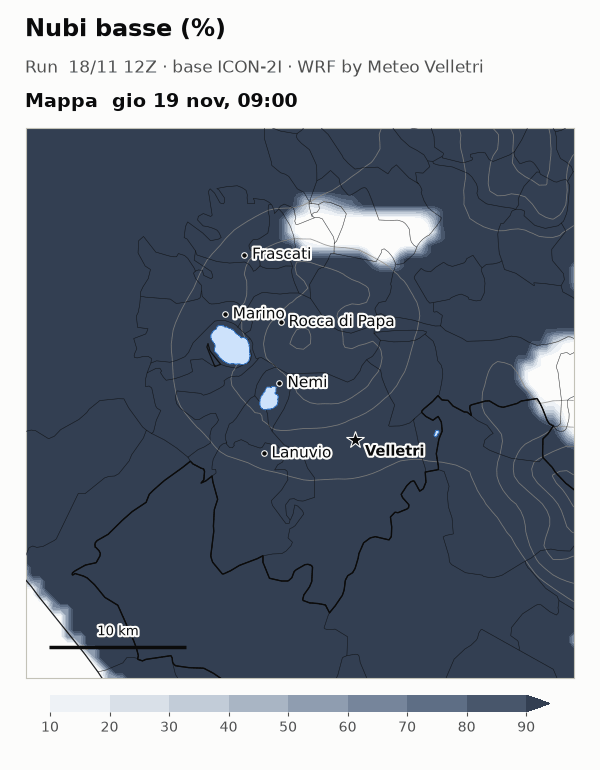 Nubi basse (%)
Run  18/11 12Z · base ICON-2I · WRF by Meteo Velletri
Mappa  gio 19 nov, 09:00
Frascati
Marino
Rocca di Papa
Nemi
Velletri
Lanuvio
10 km
10 20 30 40 50 60 70 80 90